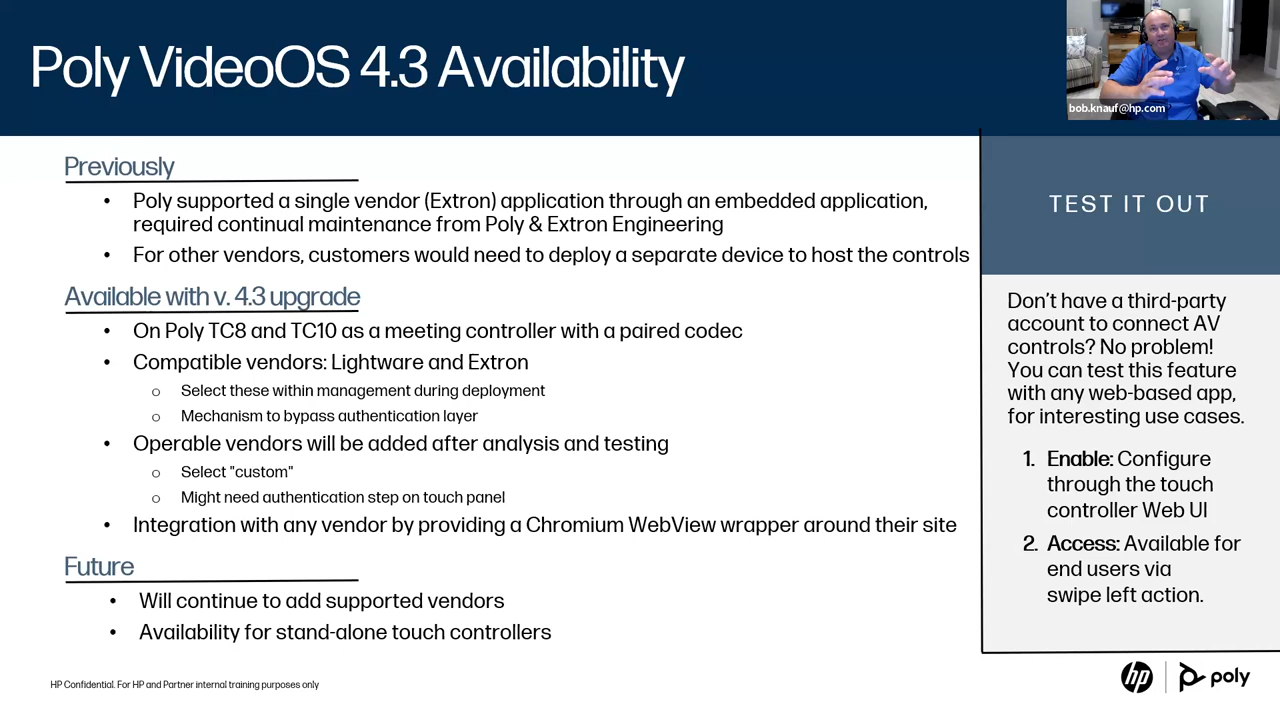 Poly VideoOS 4.3 Availability
bob.knauf@hp.com
Previously
• Poly supported a single vendor (Extron) application through an embedded application,
required continual maintenance from Poly & Extron Engineering
• For other vendors, customers would need to deploy a separate device to host the controls
Available with v. 4.3 upgrade
• On Poly TC8 and TC10 as a meeting controller with a paired codec
• Compatible vendors: Lightware and Extron
o Select these within management during deployment
o Mechanism to bypass authentication layer
• Operable vendors will be added after analysis and testing
o Select "custom"
o Might need authentication step on touch panel
• Integration with any vendor by providing a Chromium WebView wrapper around their site
Future
• Will continue to add supported vendors
• Availability for stand-alone touch controllers
TEST IT OUT
Don’t have a third-party
account to connect AV
controls? No problem!
You can test this feature
with any web-based app,
for interesting use cases.
1. Enable: Configure
through the touch
controller Web UI
2. Access: Available for
end users via
swipe left action.
HP Confidential. For HP and Partner internal training purposes only
hp poly